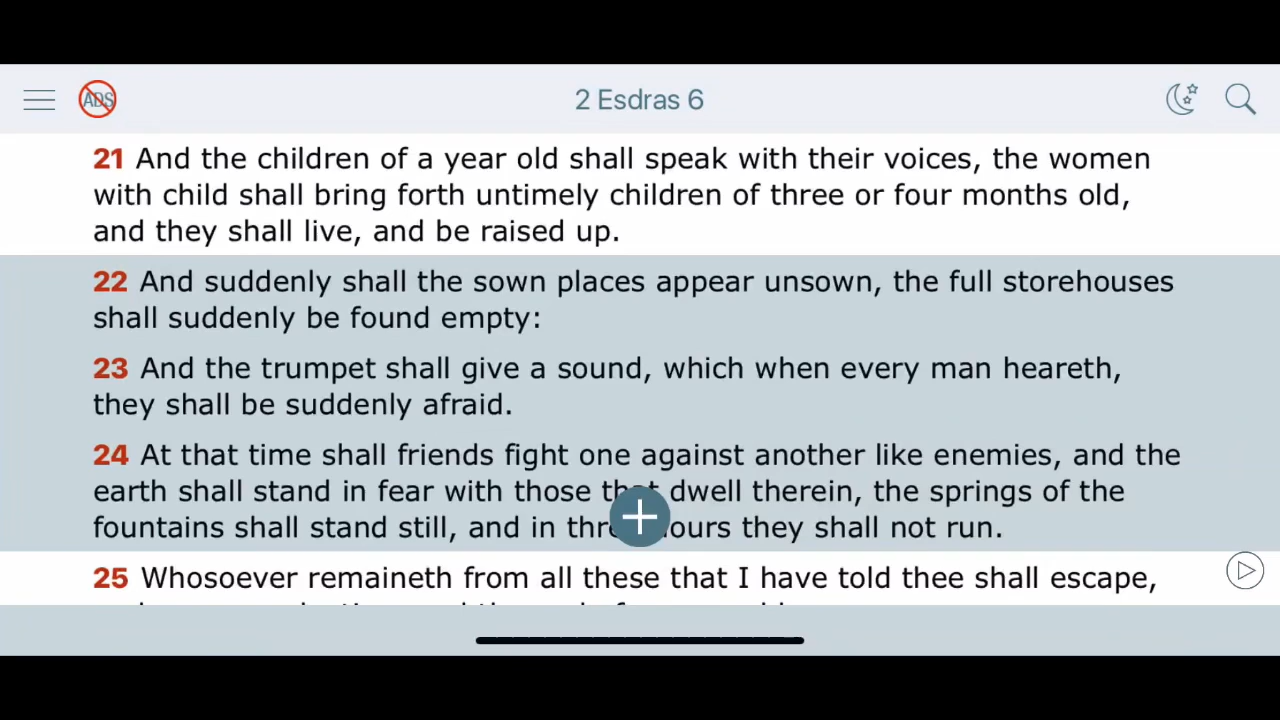 ADS
2 Esdras 6
21 And the children of a year old shall speak with their voices, the women
with child shall bring forth untimely children of three or four months old,
and they shall live, and be raised up.
22 And suddenly shall the sown places appear unsown, the full storehouses
shall suddenly be found empty:
23 And the trumpet shall give a sound, which when every man heareth,
they shall be suddenly afraid.
24 At that time shall friends fight one against another like enemies, and the
earth shall stand in fear with those that dwell therein, the springs of the
fountains shall stand still, and in three hours they shall not run.
25 Whosoever remaineth from all these that I have told thee shall escape,